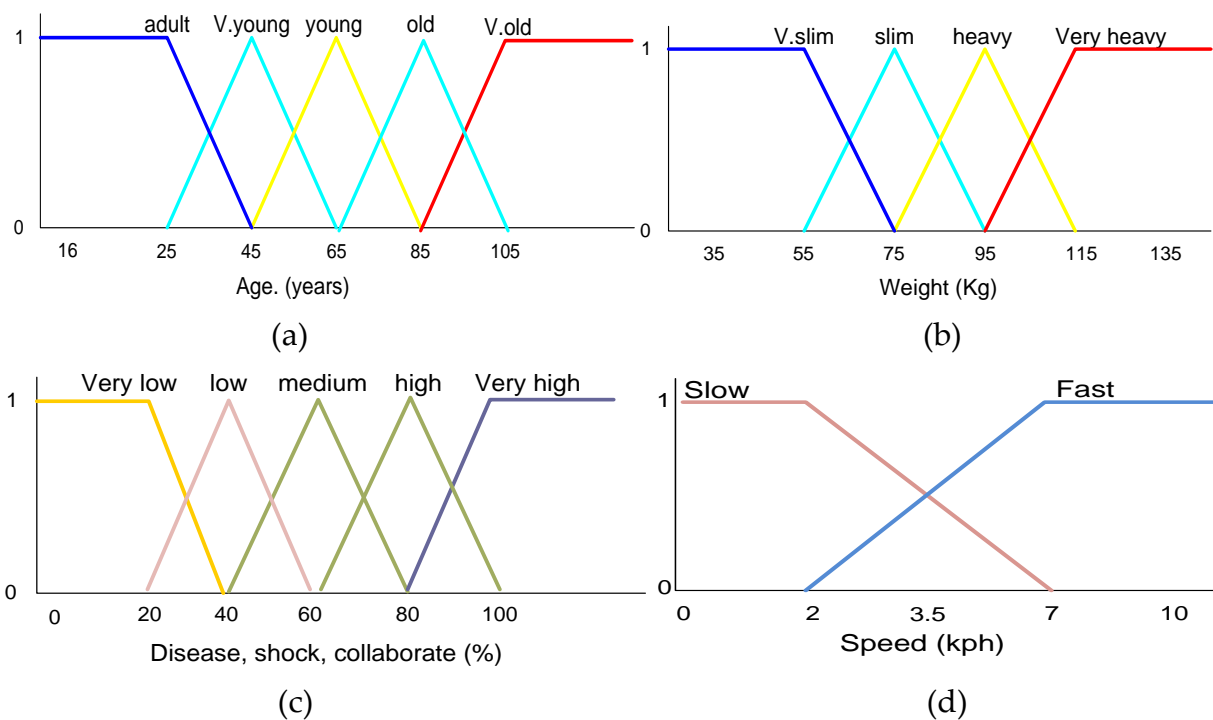 adult V.young young old V.old
1
0
16 25 45 65 85 105
Age. (years)
(a)
V.slim slim heavy Very heavy
1
0
35 55 75 95 115 135
Weight (Kg)
(b)
Very low low medium high Very high
1
0
0 20 40 60 80 100
Disease, shock, collaborate (%)
(c)
Slow Fast
1
0
0 2 3.5 7 10
Speed (kph)
(d)